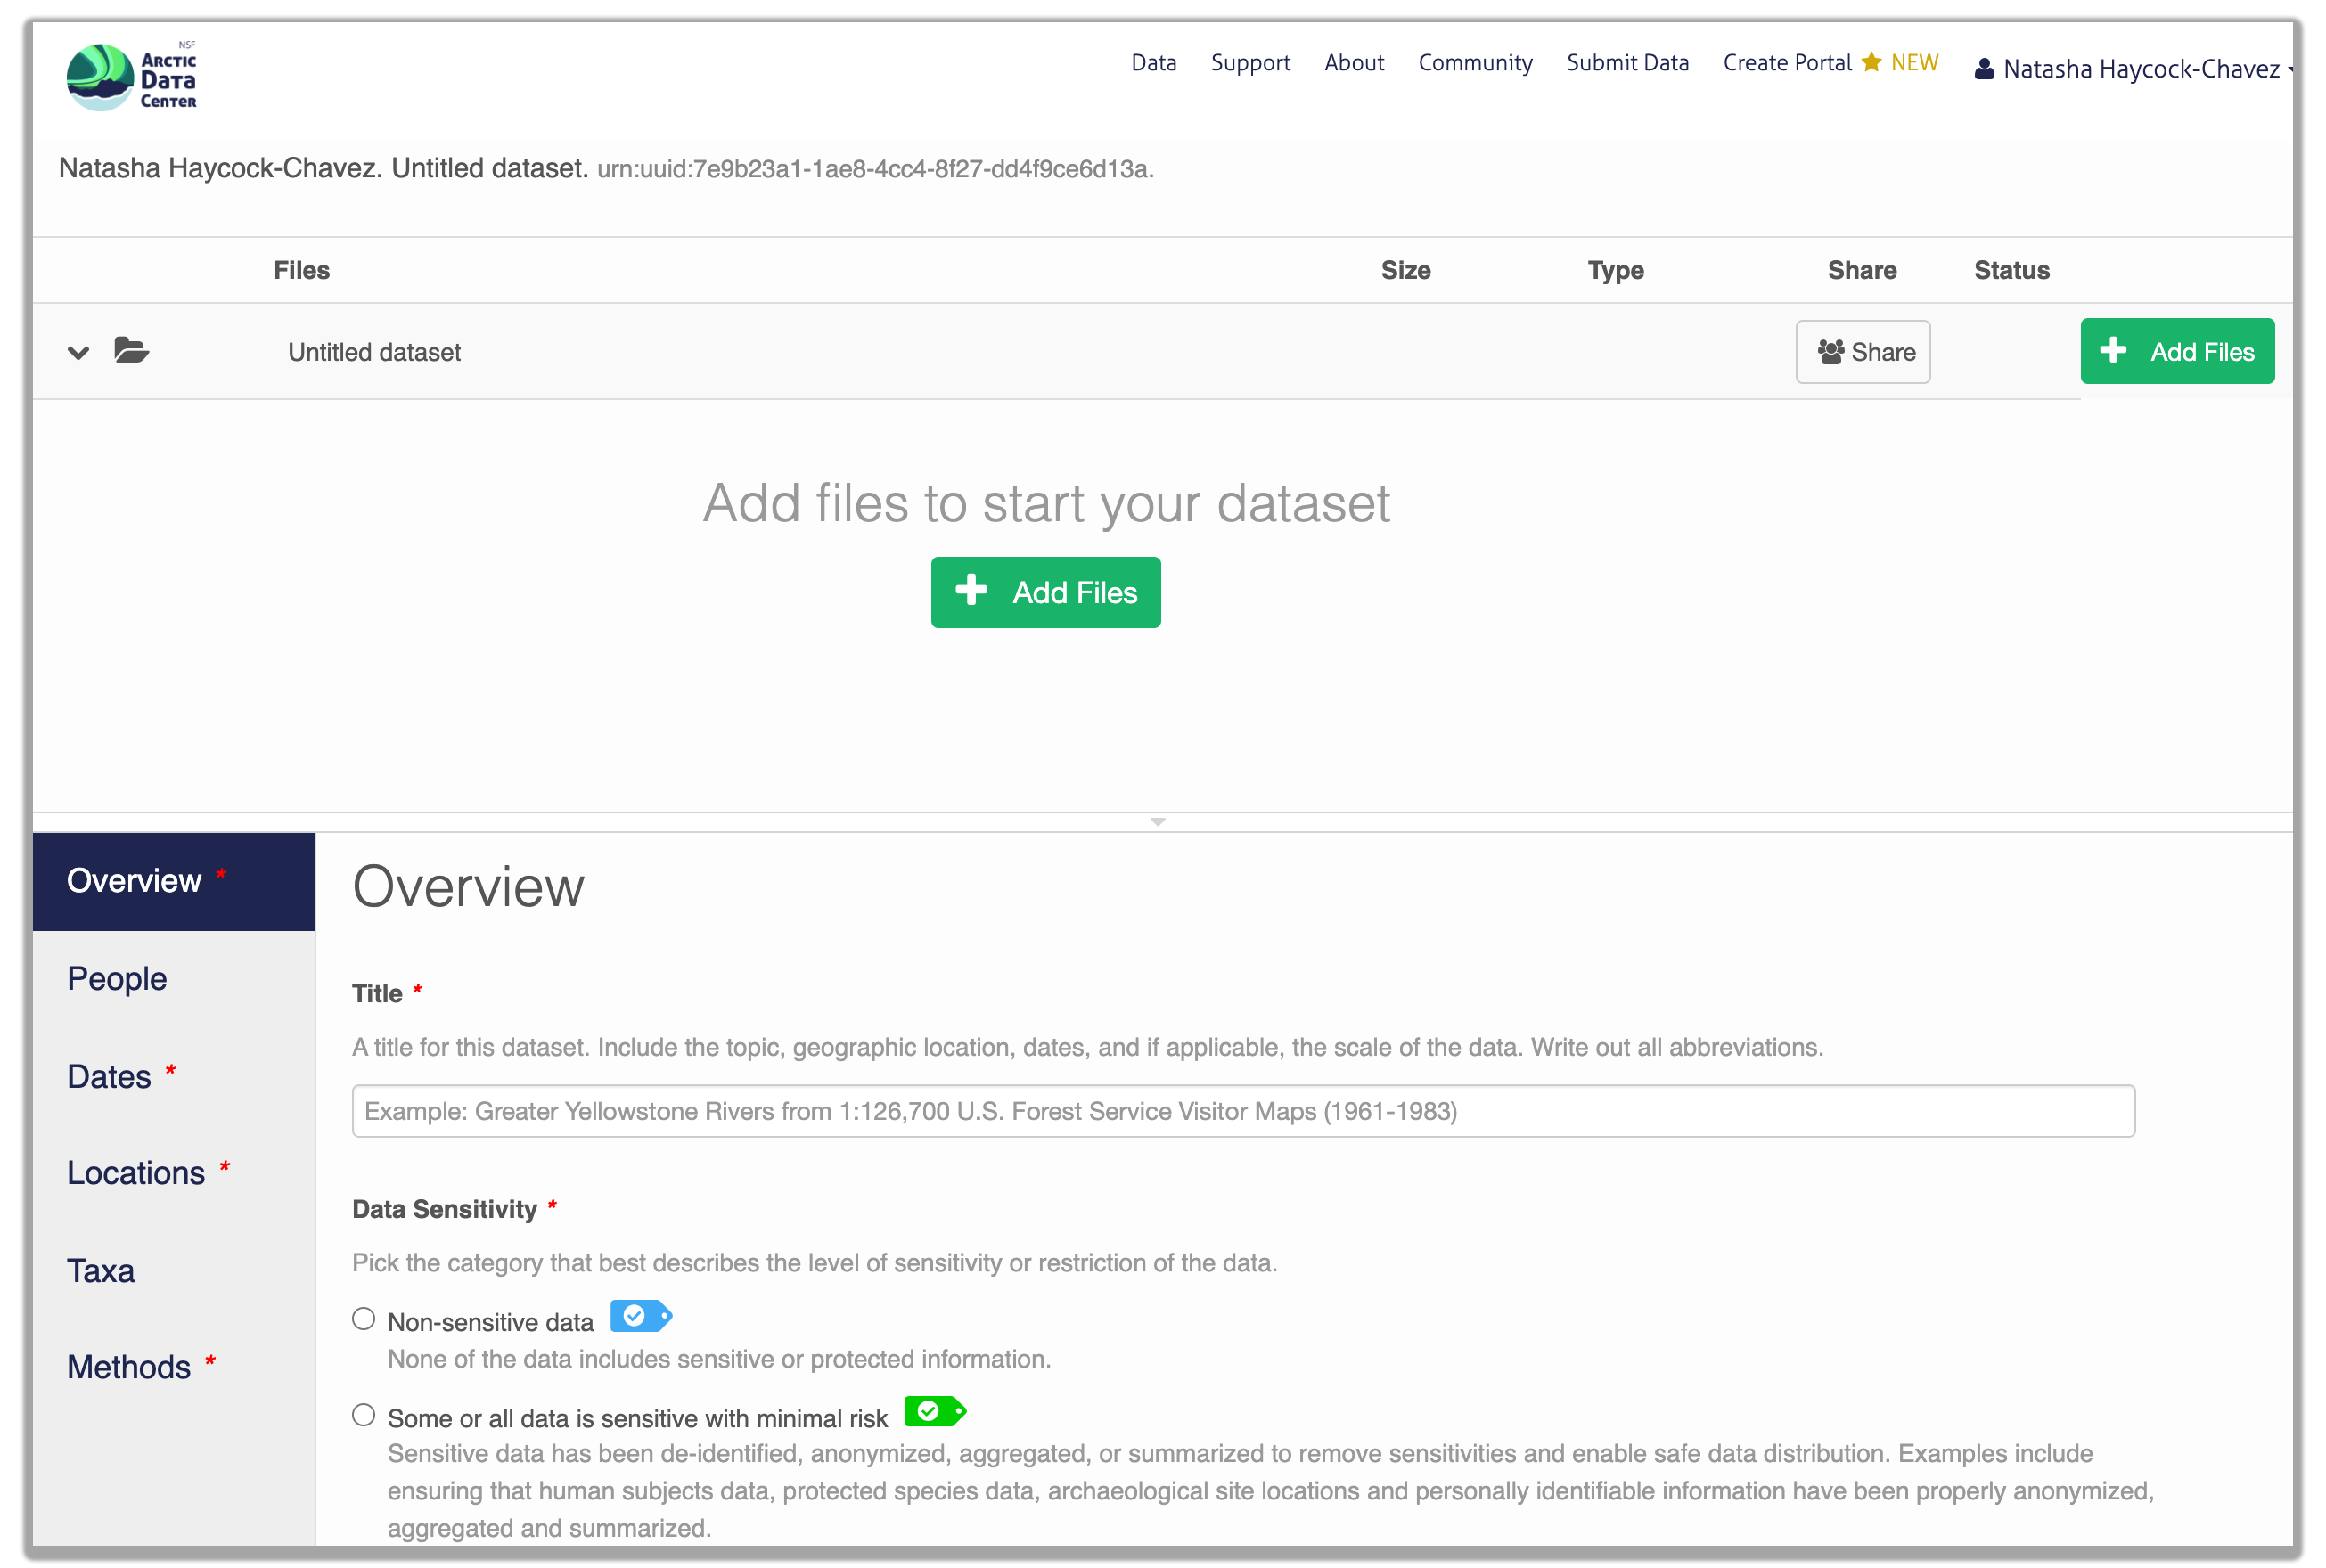 NSF
ARCTIC
DATA
CENTER
Data Support About Community Submit Data Create Portal NEW Natasha Haycock-Chavez
Natasha Haycock-Chavez. Untitled dataset. urn:uuid:7e9b23a1-1ae8-4cc4-8f27-dd4f9ce6d13a.
Files Size Type Share Status
Untitled dataset Share Add Files
Add files to start your dataset
Add Files
Overview *
People
Dates *
Locations *
Taxa
Methods *
Overview
Title *
A title for this dataset. Include the topic, geographic location, dates, and if applicable, the scale of the data. Write out all abbreviations.
Example: Greater Yellowstone Rivers from 1:126,700 U.S. Forest Service Visitor Maps (1961-1983)
Data Sensitivity *
Pick the category that best describes the level of sensitivity or restriction of the data.
Non-sensitive data
None of the data includes sensitive or protected information.
Some or all data is sensitive with minimal risk
Sensitive data has been de-identified, anonymized, aggregated, or summarized to remove sensitivities and enable safe data distribution. Examples include
ensuring that human subjects data, protected species data, archaeological site locations and personally identifiable information have been properly anonymized,
aggregated and summarized.